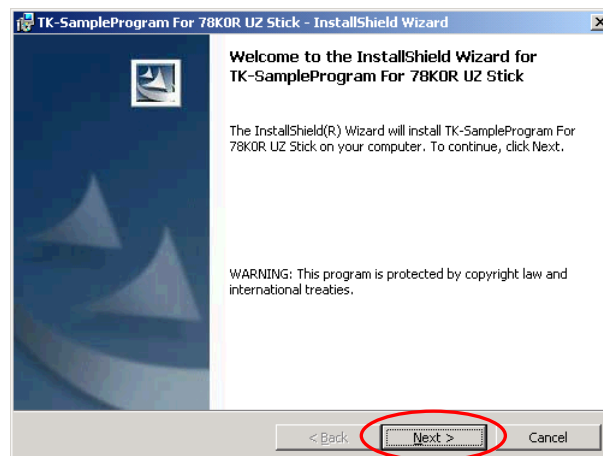 TK-SampleProgram For 78K0R UZ Stick - InstallShield Wizard
Welcome to the InstallShield Wizard for
TK-SampleProgram For 78K0R UZ Stick
The InstallShield(R) Wizard will install TK-SampleProgram For
78K0R UZ Stick on your computer. To continue, click Next.
WARNING: This program is protected by copyright law and
international treaties.
< Back
Next >
Cancel